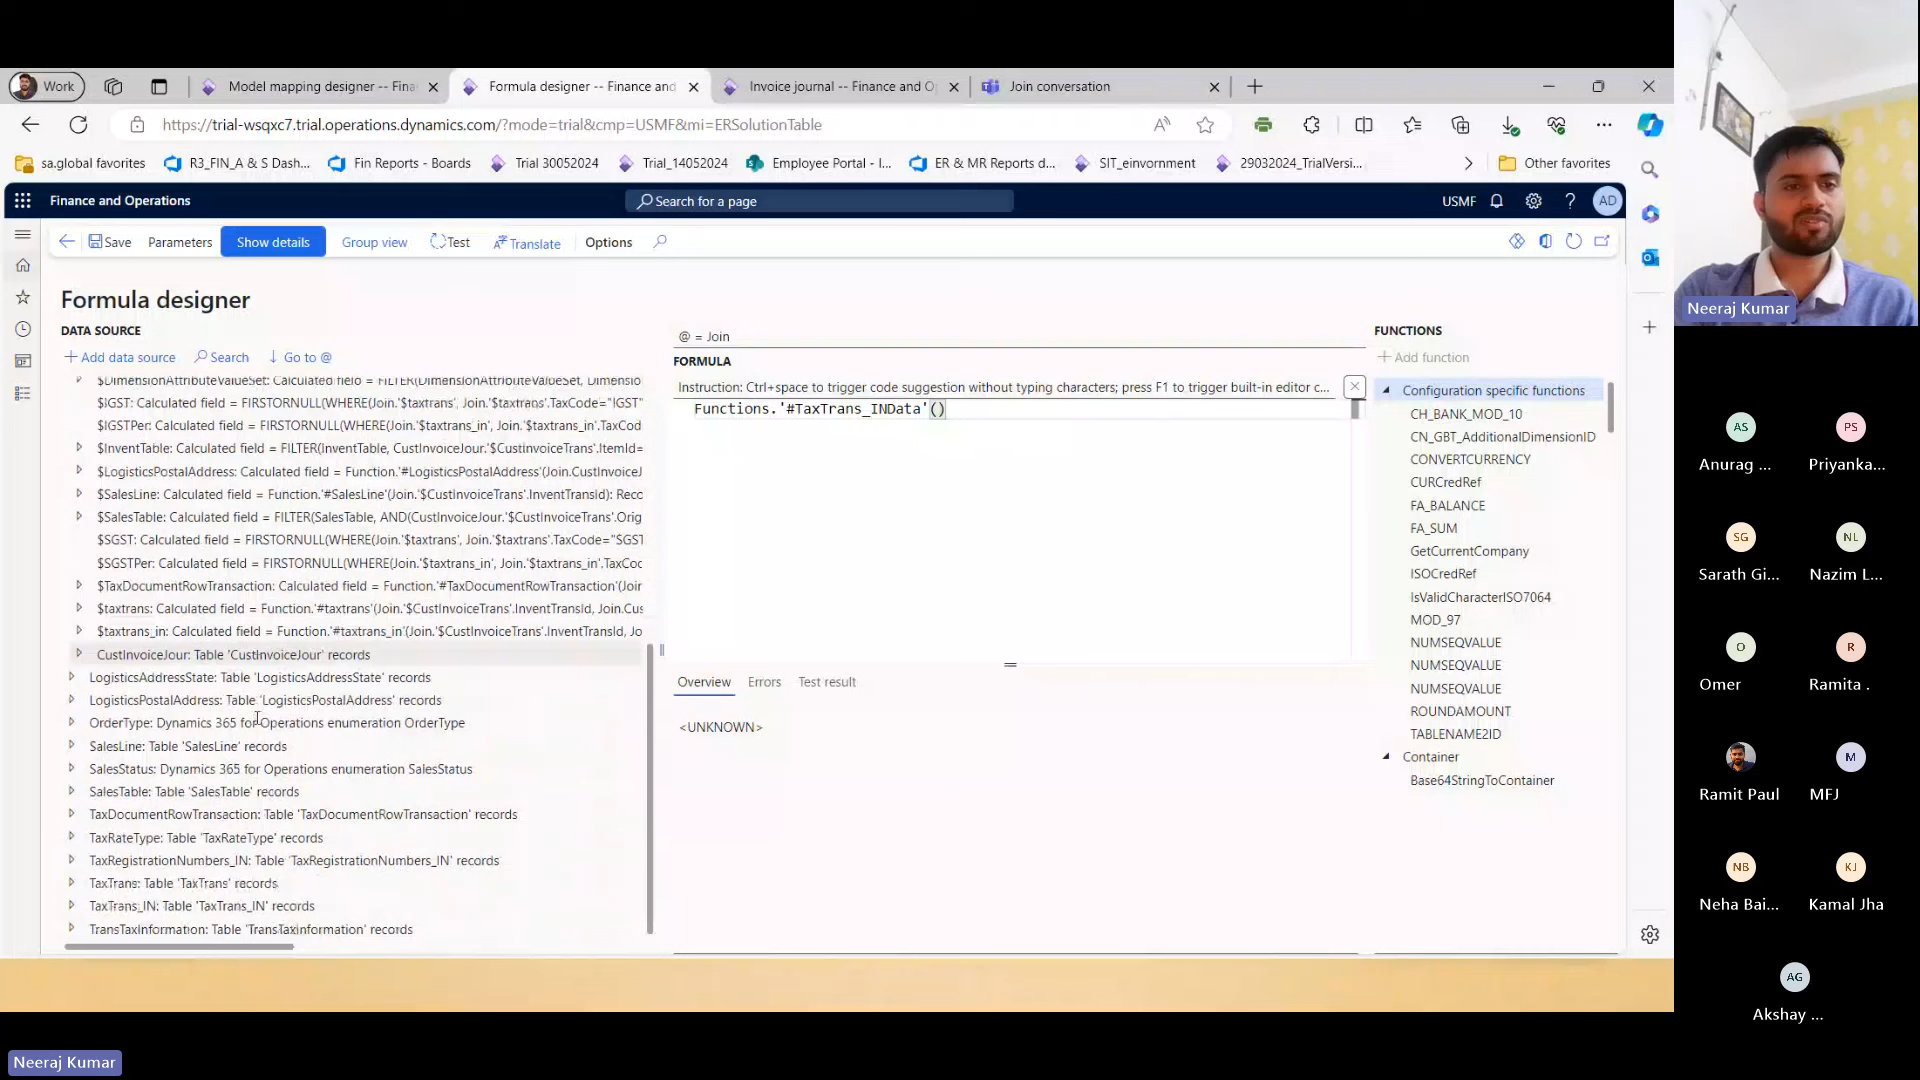 Work
Model mapping designer -- Fina
Formula designer -- Finance and
Invoice journal -- Finance and O
Join conversation
https://trial-wsqxc7.trial.operations.dynamics.com/?mode=trial&cmp=USMF&mi=ERSolutionTable
sa.global favorites
R3_FIN_A & S Dash...
Fin Reports - Boards
Trial 30052024
Trial_14052024
Employee Portal - I...
ER & MR Reports d...
SIT_einvornment
29032024_TrialVersi...
Other favorites
Finance and Operations
Search for a page
USMF
AD
Save
Parameters
Show details
Group view
Test
Translate
Options
Formula designer
DATA SOURCE
Add data source
Search
Go to @
$DimensionAttributeValueSet: Calculated field = FILTER(DimensionAttributeValueSet, Dimensio
$IGST: Calculated field = FIRSTORNULL(WHERE(Join.'$taxtrans', Join.'$taxtrans'.TaxCode="IGST"
$IGSTPer: Calculated field = FIRSTORNULL(WHERE(Join.'$taxtrans_in', Join.'$taxtrans_in'.TaxCod
$InventTable: Calculated field = FILTER(InventTable, CustInvoiceJour.'$CustInvoiceTrans'.ItemId=
$LogisticsPostalAddress: Calculated field = Function.'#LogisticsPostalAddress'(Join.CustInvoiceJ
$SalesLine: Calculated field = Function.'#SalesLine'(Join.'$CustInvoiceTrans'.InventTransId): Reco
$SalesTable: Calculated field = FILTER(SalesTable, AND(CustInvoiceJour.'$CustInvoiceTrans'.Orig
$SGST: Calculated field = FIRSTORNULL(WHERE(Join.'$taxtrans', Join.'$taxtrans'.TaxCode="SGST
$SGSTPer: Calculated field = FIRSTORNULL(WHERE(Join.'$taxtrans_in', Join.'$taxtrans_in'.TaxCoc
$TaxDocumentRowTransaction: Calculated field = Function.'#TaxDocumentRowTransaction'(Join
$taxtrans: Calculated field = Function.'#taxtrans'(Join.'$CustInvoiceTrans'.InventTransId, Join.Cus
$taxtrans_in: Calculated field = Function.'#taxtrans_in'(Join.'$CustInvoiceTrans'.InventTransId, Jo
CustInvoiceJour: Table 'CustInvoiceJour' records
LogisticsAddressState: Table 'LogisticsAddressState' records
LogisticsPostalAddress: Table 'LogisticsPostalAddress' records
OrderType: Dynamics 365 for Operations enumeration OrderType
SalesLine: Table 'SalesLine' records
SalesStatus: Dynamics 365 for Operations enumeration SalesStatus
SalesTable: Table 'SalesTable' records
TaxDocumentRowTransaction: Table 'TaxDocumentRowTransaction' records
TaxRateType: Table 'TaxRateType' records
TaxRegistrationNumbers_IN: Table 'TaxRegistrationNumbers_IN' records
TaxTrans: Table 'TaxTrans' records
TaxTrans_IN: Table 'TaxTrans_IN' records
TransTaxInformation: Table 'TransTaxInformation' records
@ = Join
FORMULA
Instruction: Ctrl+space to trigger code suggestion without typing characters; press F1 to trigger built-in editor c...
Functions.'#TaxTrans_INData'()
Overview
Errors
Test result
<UNKNOWN>
FUNCTIONS
Add function
Configuration specific functions
CH_BANK_MOD_10
CN_GBT_AdditionalDimensionID
CONVERTCURRENCY
CURCredRef
FA_BALANCE
FA_SUM
GetCurrentCompany
ISOCredRef
IsValidCharacterISO7064
MOD_97
NUMSEQVALUE
NUMSEQVALUE
NUMSEQVALUE
ROUNDAMOUNT
TABLENAME2ID
Container
Base64StringToContainer
Neeraj Kumar
AS
PS
Anurag ...
Priyanka...
SG
NL
Sarath Gi...
Nazim L...
O
R
Omer
Ramita .
M
Ramit Paul
MFJ
NB
KJ
Neha Bai...
Kamal Jha
AG
Akshay ...
Neeraj Kumar